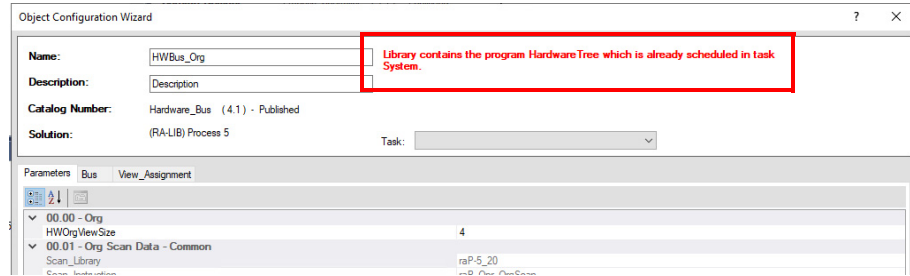 Object Configuration Wizard
? X
Name: HWBus_Org
Library contains the program HardwareTree which is already scheduled in task
System.
Description: Description
Catalog Number: Hardware_Bus (4.1) - Published
Solution: (RA-LIB) Process 5
Task:
Parameters Bus View_Assignment
00.00 - Org
HWOrgViewSize 4
00.01 - Org Scan Data - Common
Scan_Library raP-5_20
Scan_Instruction raP_Opr_OrgScan